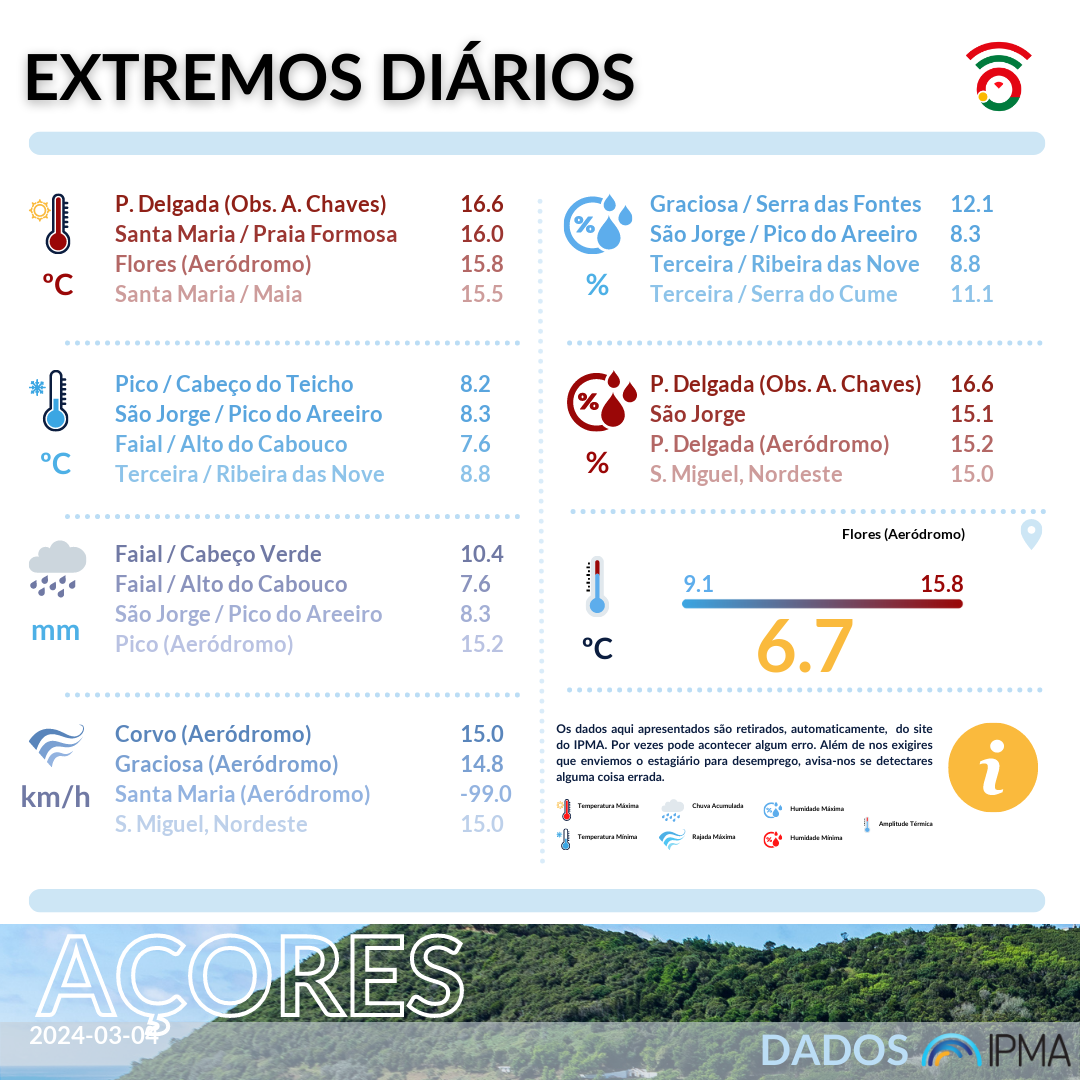 EXTREMOS DIÁRIOS
P. Delgada (Obs. A. Chaves) 16.6
Santa Maria / Praia Formosa 16.0
Flores (Aeródromo) 15.8
Santa Maria / Maia 15.5
ºC
Pico / Cabeço do Teicho 8.2
São Jorge / Pico do Areeiro 8.3
Faial / Alto do Cabouco 7.6
Terceira / Ribeira das Nove 8.8
ºC
Faial / Cabeço Verde 10.4
Faial / Alto do Cabouco 7.6
São Jorge / Pico do Areeiro 8.3
Pico (Aeródromo) 15.2
mm
Corvo (Aeródromo) 15.0
Graciosa (Aeródromo) 14.8
Santa Maria (Aeródromo) -99.0
S. Miguel, Nordeste 15.0
km/h
%
Graciosa / Serra das Fontes 12.1
São Jorge / Pico do Areeiro 8.3
Terceira / Ribeira das Nove 8.8
Terceira / Serra do Cume 11.1
%
%
P. Delgada (Obs. A. Chaves) 16.6
São Jorge 15.1
P. Delgada (Aeródromo) 15.2
S. Miguel, Nordeste 15.0
%
Flores (Aeródromo)
9.1 15.8
ºC 6.7
Os dados aqui apresentados são retirados, automaticamente, do site
do IPMA. Por vezes pode acontecer algum erro. Além de nos exigires
que enviemos o estagiário para desemprego, avisa-nos se detectares
alguma coisa errada.
i
Temperatura Máxima Chuva Acumulada Humidade Máxima
Amplitude Térmica
Temperatura Mínima Rajada Máxima Humidade Mínima
AÇORES
2024-03-04
DADOS IPMA